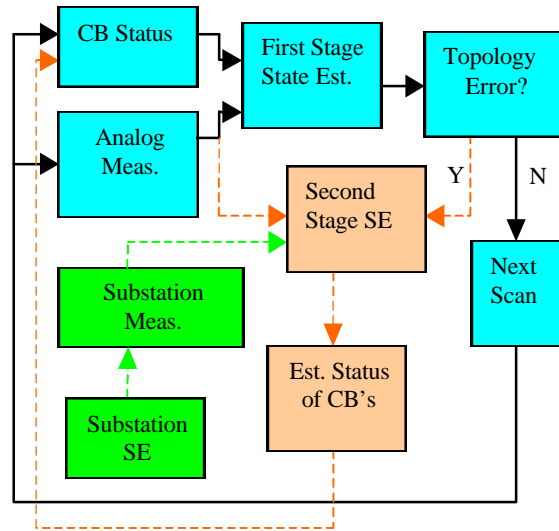 CB Status
First Stage
State Est.
Topology
Error?
Analog
Meas.
Y
N
Second
Stage SE
Next
Scan
Substation
Meas.
Est. Status
of CB's
Substation
SE